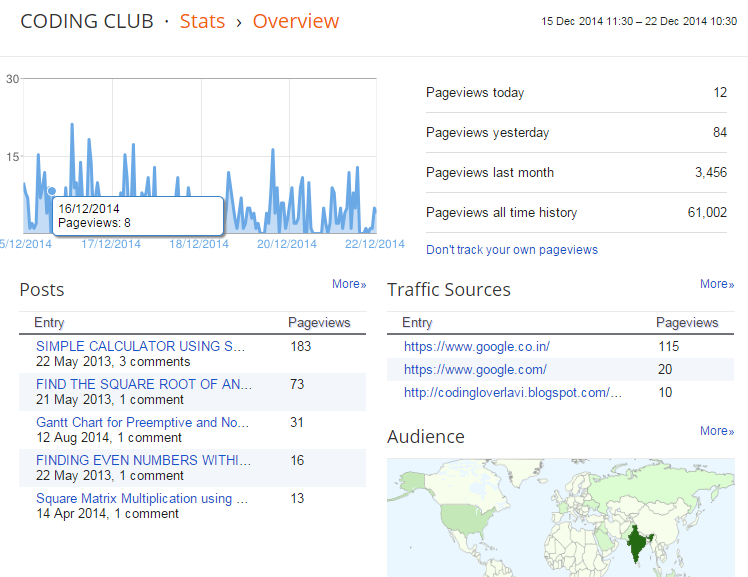 CODING CLUB · Stats › Overview
15 Dec 2014 11:30 – 22 Dec 2014 10:30
30
15
16/12/2014
Pageviews: 8
5/12/2014 17/12/2014 18/12/2014 20/12/2014 22/12/2014
Pageviews today 12
Pageviews yesterday 84
Pageviews last month 3,456
Pageviews all time history 61,002
Don't track your own pageviews
Posts More»
Entry Pageviews
SIMPLE CALCULATOR USING S... 183
22 May 2013, 3 comments
FIND THE SQUARE ROOT OF AN... 73
21 May 2013, 1 comment
Gantt Chart for Preemptive and No... 31
12 Aug 2014, 1 comment
FINDING EVEN NUMBERS WITHI... 16
22 May 2013, 1 comment
Square Matrix Multiplication using ... 13
14 Apr 2014, 1 comment
Traffic Sources More»
Entry Pageviews
https://www.google.co.in/ 115
https://www.google.com/ 20
http://codingloverlavi.blogspot.com/... 10
Audience More»